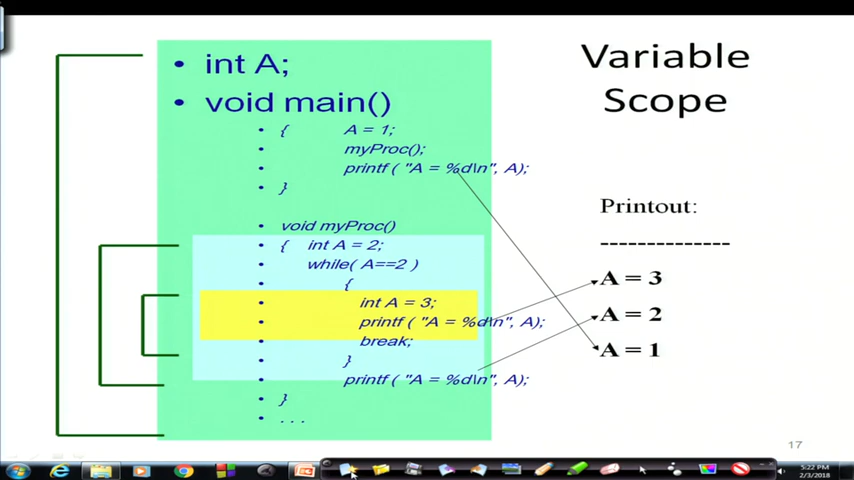 Variable
Scope
• int A;
• void main()
• { A = 1;
• myProc();
• printf ( "A = %d\n", A);
• }
•
• void myProc()
• { int A = 2;
• while( A==2 )
• {
• int A = 3;
• printf ( "A = %d\n", A);
• break;
• }
• printf ( "A = %d\n", A);
• }
• . . .
Printout:
--------------
A = 3
A = 2
A = 1
17
5:22 PM
2/3/2018